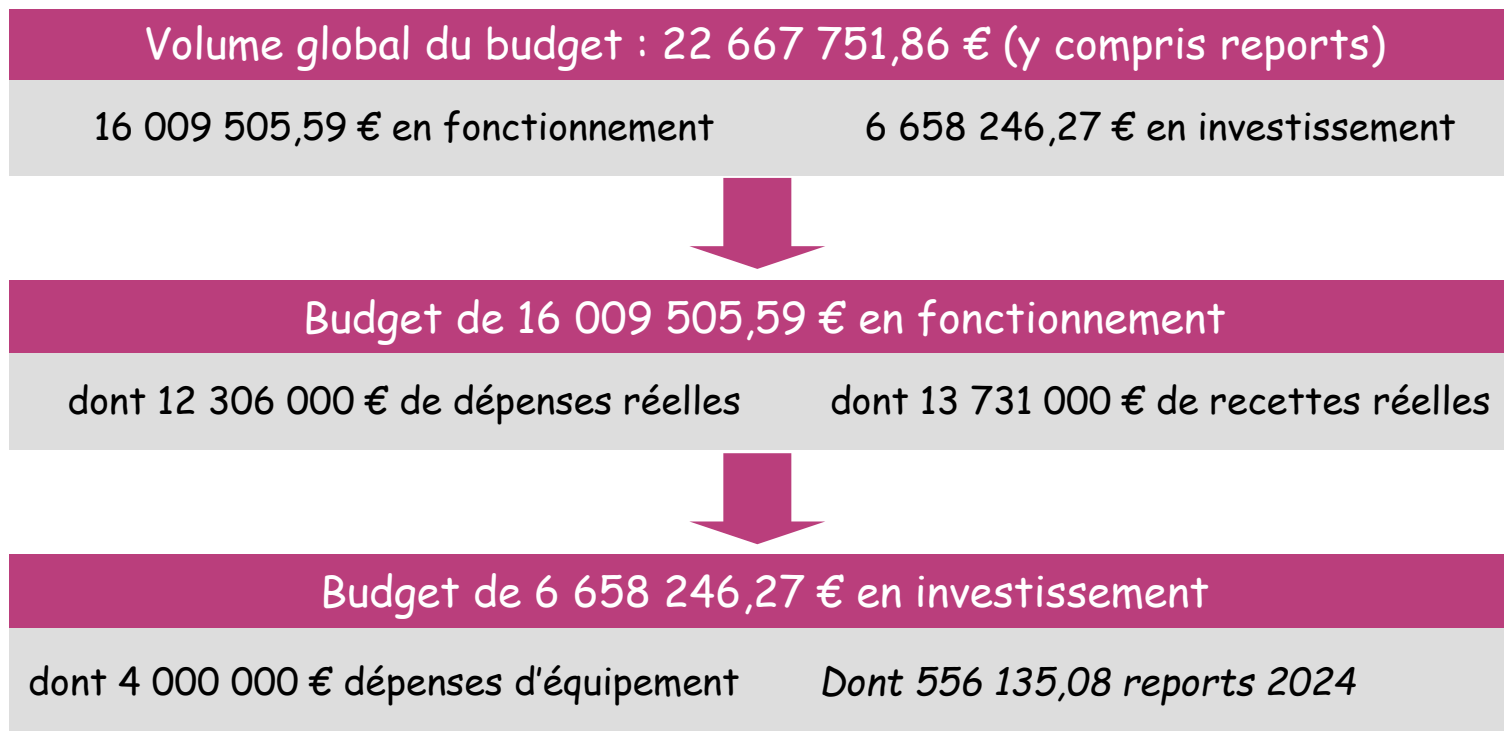 Volume global du budget : 22 667 751,86 € (y compris reports)
16 009 505,59 € en fonctionnement
6 658 246,27 € en investissement
Budget de 16 009 505,59 € en fonctionnement
dont 12 306 000 € de dépenses réelles
dont 13 731 000 € de recettes réelles
Budget de 6 658 246,27 € en investissement
dont 4 000 000 € dépenses d’équipement
Dont 556 135,08 reports 2024